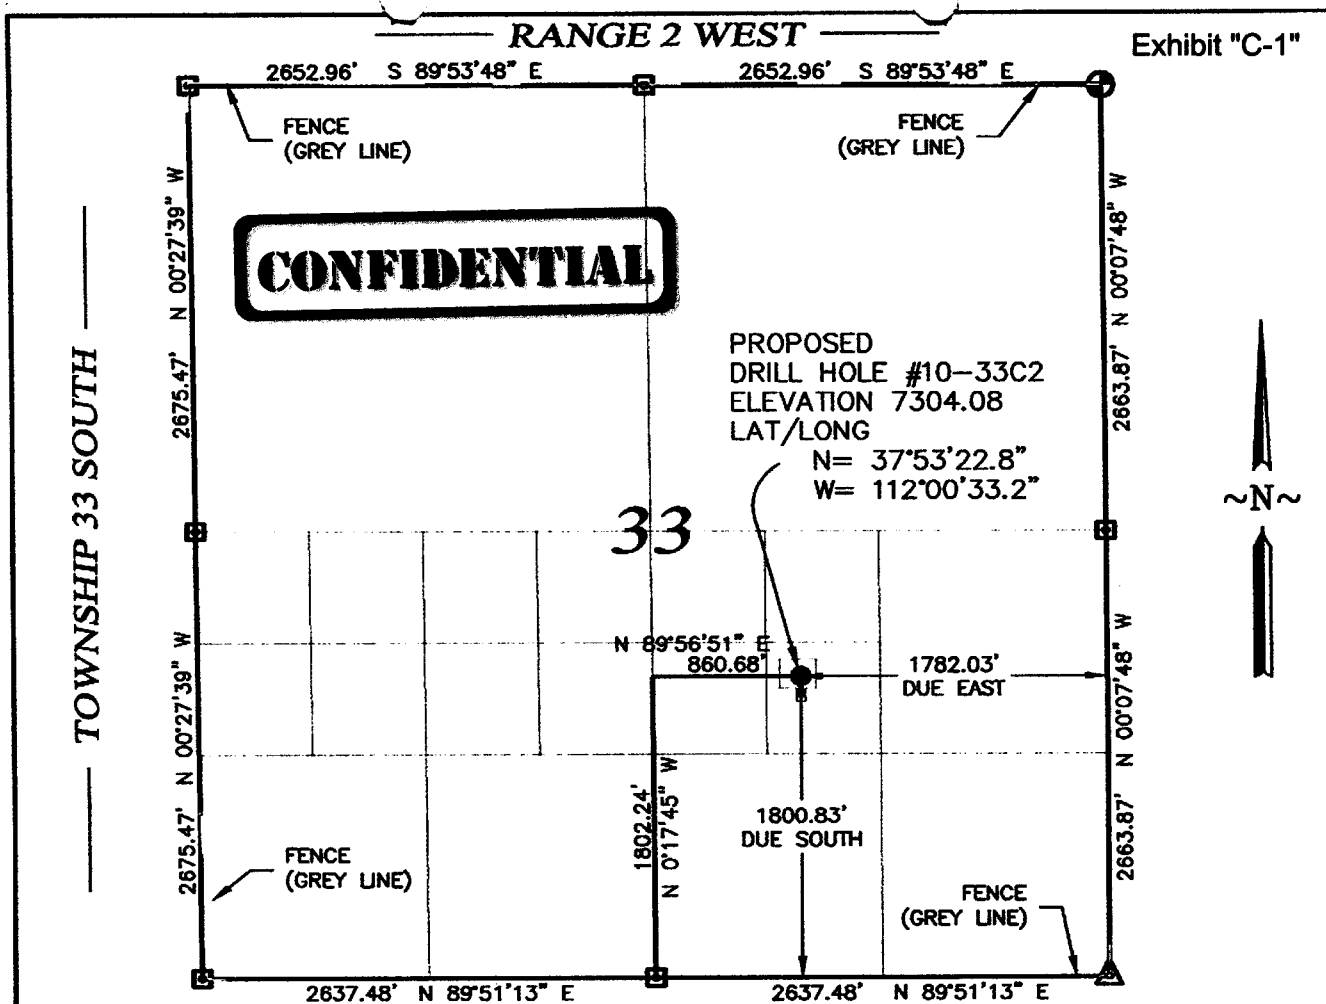 RANGE 2 WEST
Exhibit "C-1"
2652.96' S 89°53'48" E
2652.96' S 89°53'48" E
FENCE
(GREY LINE)
FENCE
(GREY LINE)
2675.47' N 00°27'39" W
2663.87' N 00°07'48" W
CONFIDENTIAL
TOWNSHIP 33 SOUTH
PROPOSED
DRILL HOLE #10-33C2
ELEVATION 7304.08
LAT/LONG
N= 37°53'22.8"
W= 112°00'33.2"
~N~
33
N 89°56'51" E
860.68'
1782.03'
DUE EAST
2675.47' N 00°27'39" W
2663.87' N 00°07'48" W
1802.24'
N 0°17'45" W
1800.83'
DUE SOUTH
FENCE
(GREY LINE)
FENCE
(GREY LINE)
2637.48' N 89°51'13" E
2637.48' N 89°51'13" E